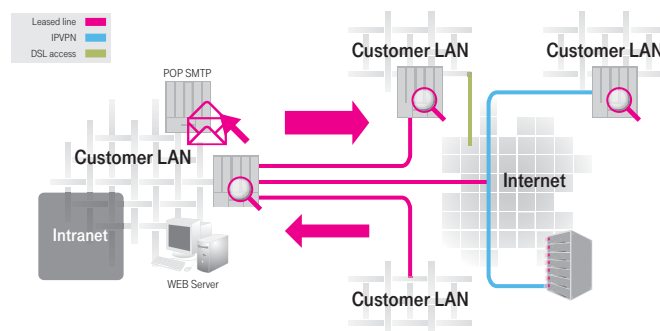 Leased line
IPVPN
DSL access
POP SMTP
Customer LAN
Customer LAN
Customer LAN
Internet
Intranet
WEB Server
Customer LAN